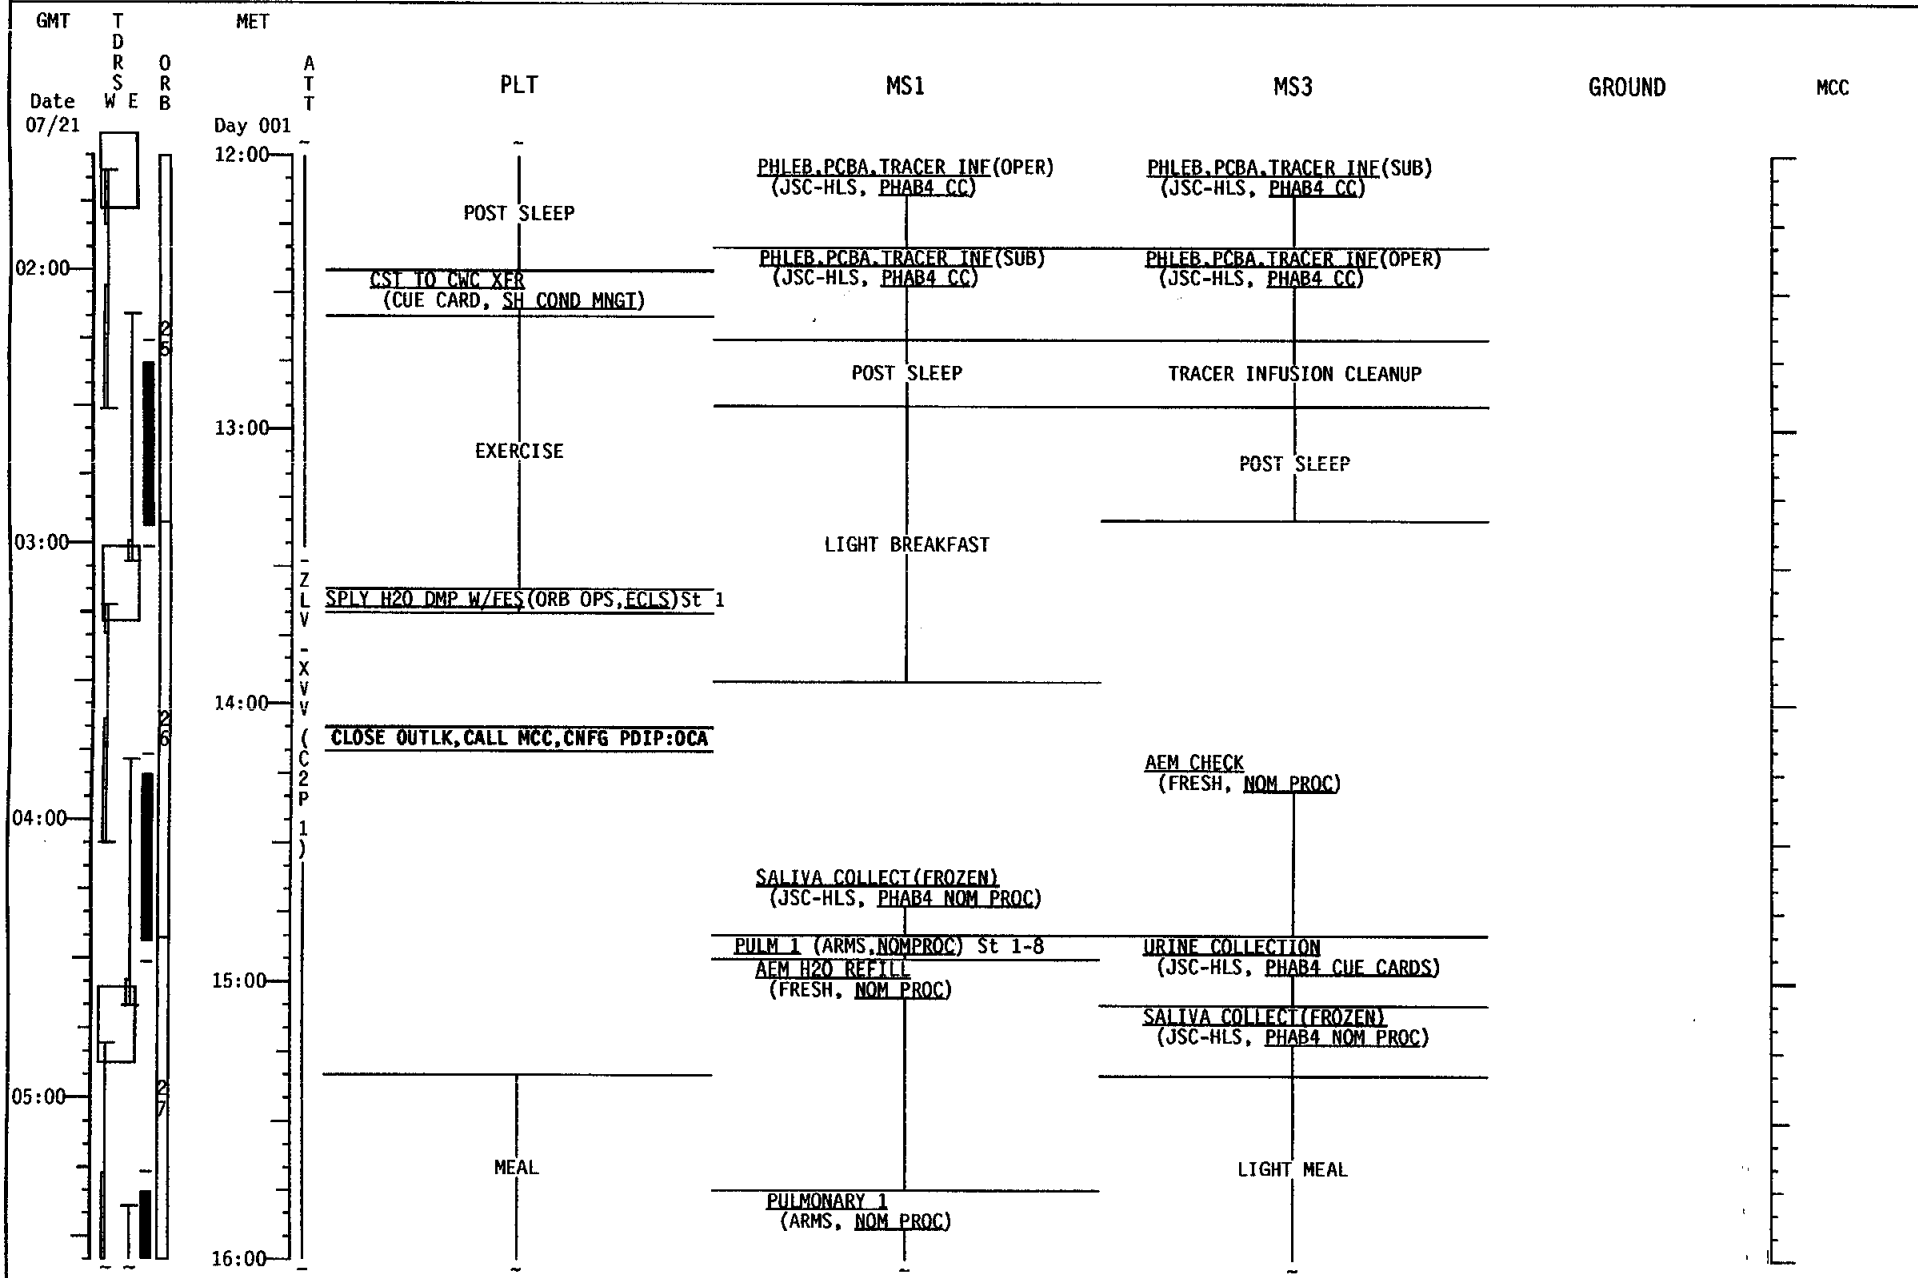 GMT T MET
D
R O A
S R T PLT MS1 MS3 GROUND MCC
Date W E B T
07/21 Day 001
12:00
PHLEB.PCBA.TRACER INF(OPER) PHLEB.PCBA.TRACER INF(SUB)
(JSC-HLS, PHAB4 CC) (JSC-HLS, PHAB4 CC)
POST SLEEP
PHLEB.PCBA.TRACER INF(SUB) PHLEB.PCBA.TRACER INF(OPER)
02:00
CST TO CWC XFR (JSC-HLS, PHAB4 CC) (JSC-HLS, PHAB4 CC)
(CUE CARD, SH COND MNGT)
25
POST SLEEP TRACER INFUSION CLEANUP
13:00
EXERCISE
POST SLEEP
03:00
LIGHT BREAKFAST
-ZLV -XVV (C2P 1)
SPLY H2O DMP W/FES(ORB OPS,ECLS)St 1
14:00
26
CLOSE OUTLK,CALL MCC,CNFG PDIP:OCA
AEM CHECK
(FRESH, NOM PROC)
04:00
SALIVA COLLECT(FROZEN)
(JSC-HLS, PHAB4 NOM PROC)
PULM 1 (ARMS,NOMPROC) St 1-8 URINE COLLECTION
AEM H2O REFILL (JSC-HLS, PHAB4 CUE CARDS)
15:00
(FRESH, NOM PROC)
SALIVA COLLECT(FROZEN)
(JSC-HLS, PHAB4 NOM PROC)
05:00
27
MEAL LIGHT MEAL
PULMONARY 1
(ARMS, NOM PROC)
16:00